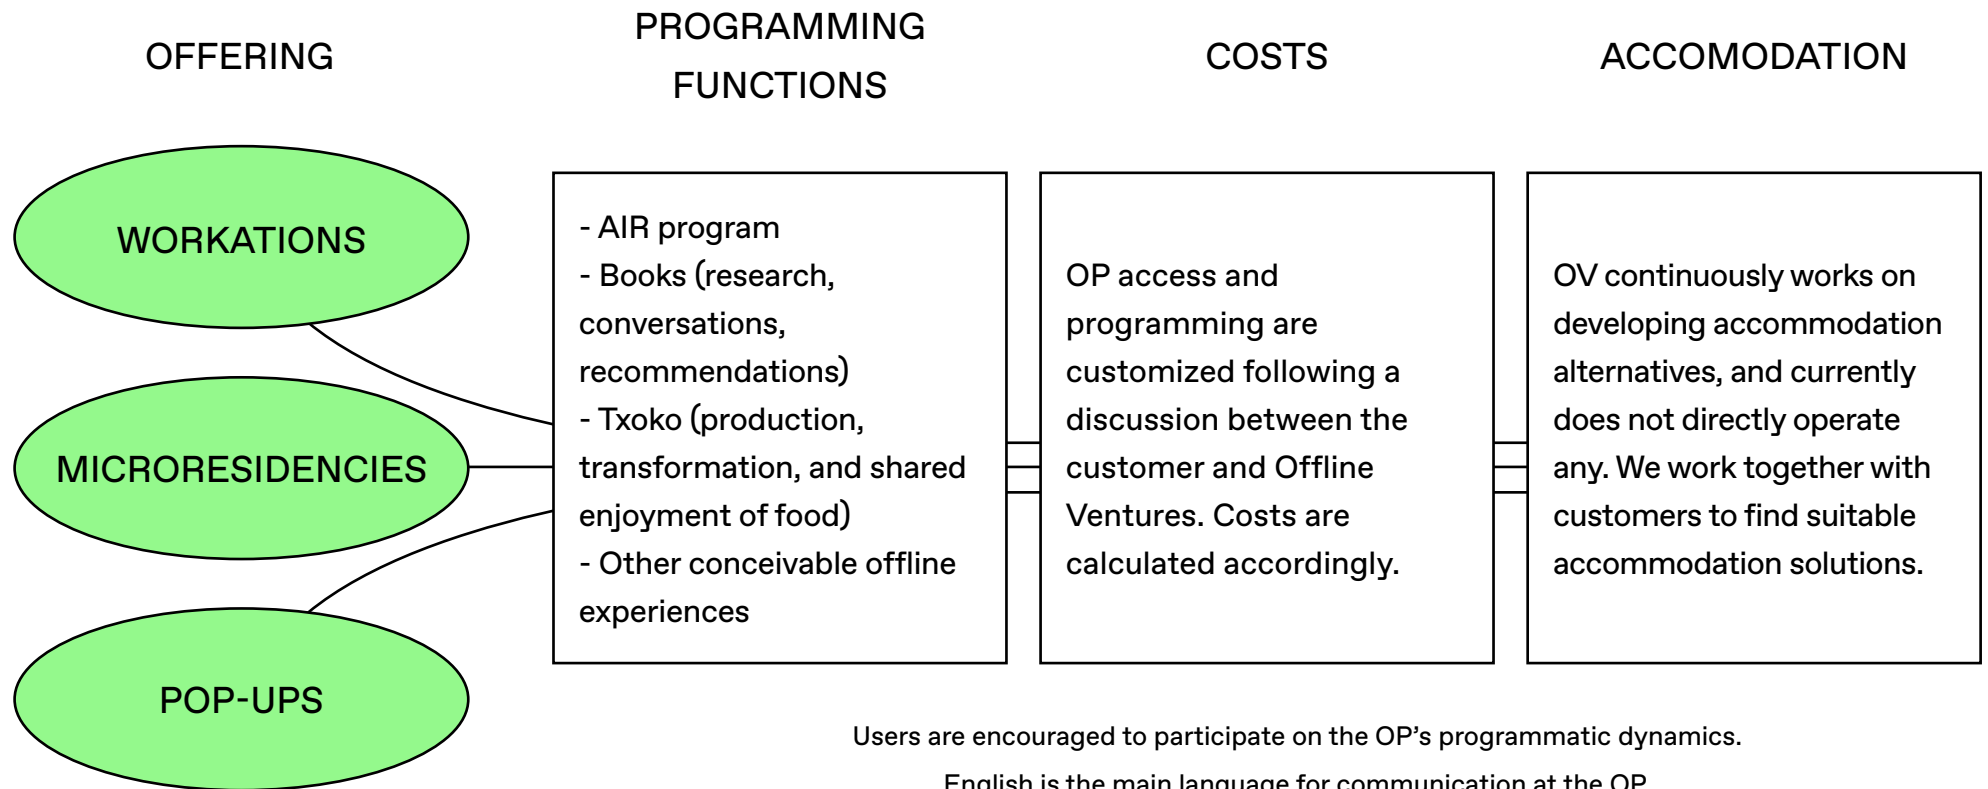 OFFERING
PROGRAMMING
FUNCTIONS
COSTS
ACCOMODATION
WORKATIONS
MICRORESIDENCIES
POP-UPS
- AIR program
- Books (research,
conversations,
recommendations)
- Txoko (production,
transformation, and shared
enjoyment of food)
- Other conceivable offline
experiences
OP access and
programming are
customized following a
discussion between the
customer and Offline
Ventures. Costs are
calculated accordingly.
OV continuously works on
developing accommodation
alternatives, and currently
does not directly operate
any. We work together with
customers to find suitable
accommodation solutions.
Users are encouraged to participate on the OP’s programmatic dynamics.
English is the main language for communication at the OP